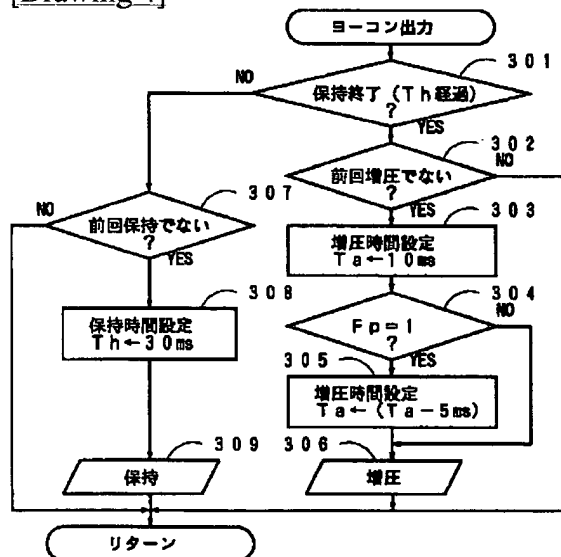 [Drawing 4]
ヨーコン出力
301
保持終了(Th経過)
?
NO
YES
302
前回増圧でない
?
NO
YES
303
増圧時間設定
Ta←10ms
304
Fp=1
?
NO
YES
305
増圧時間設定
Ta←(Ta-5ms)
306
増圧
307
前回保持でない
?
NO
YES
308
保持時間設定
Th←30ms
309
保持
リターン